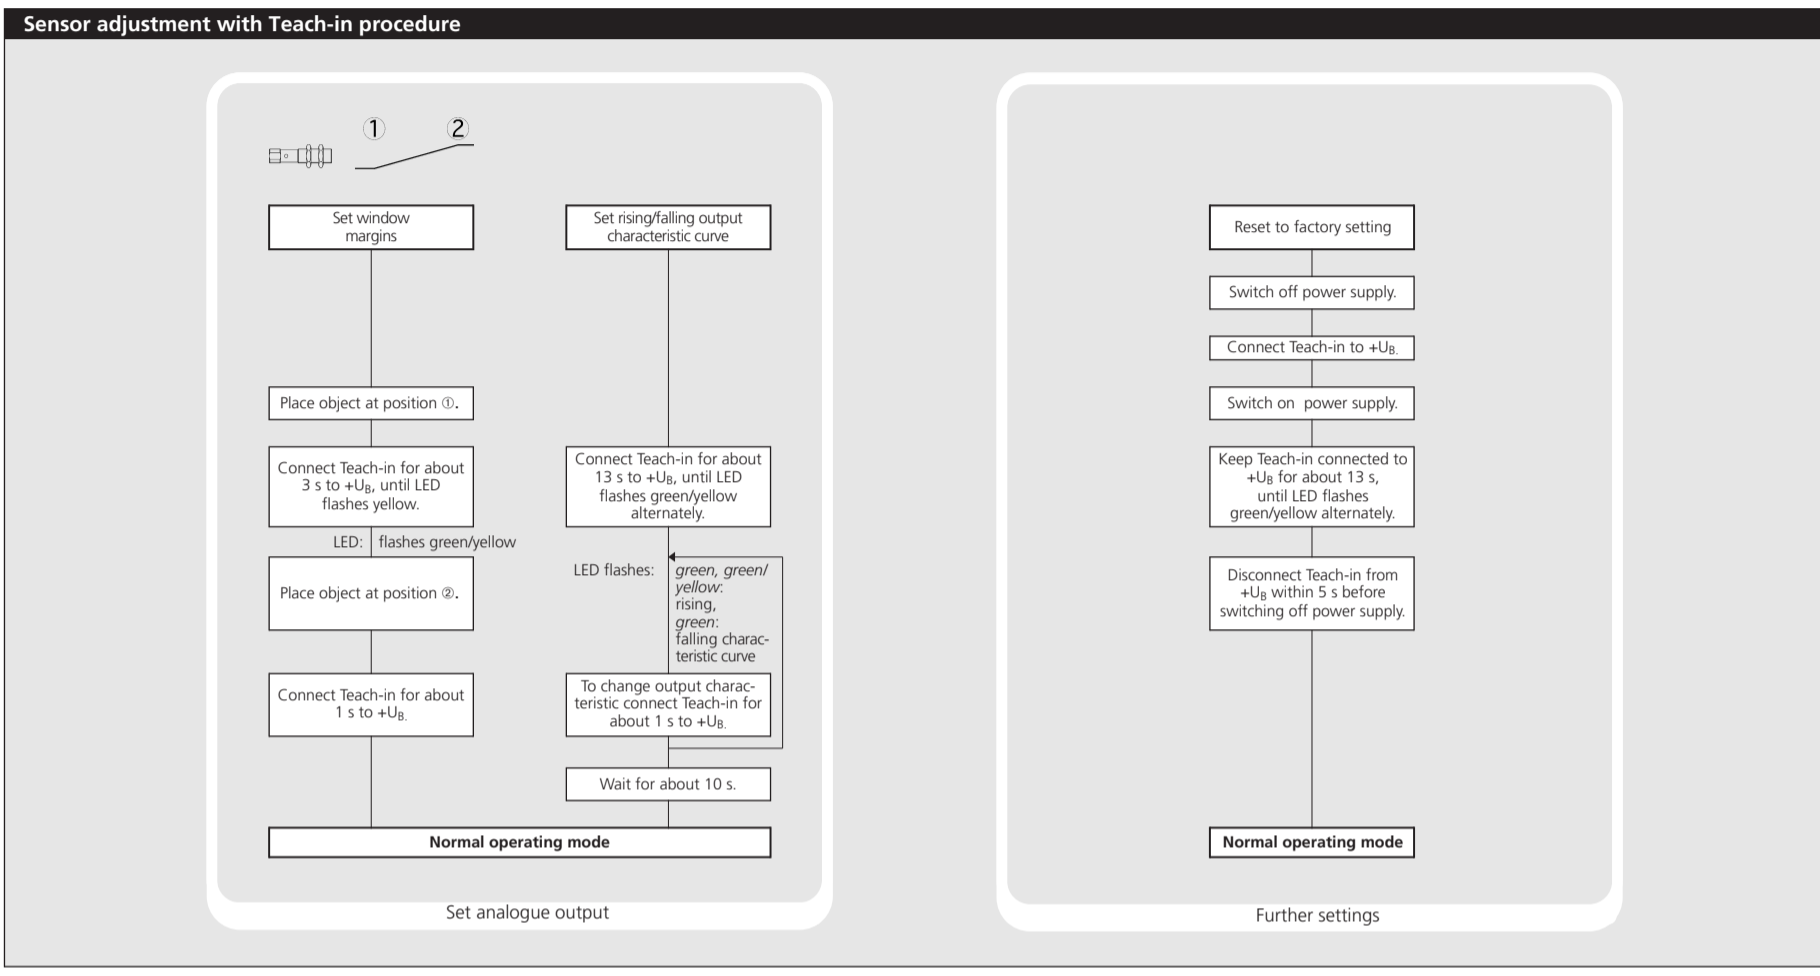 Sensor adjustment with Teach-in procedure
① ②
Set window
margins
Place object at position ①.
Connect Teach-in for about
3 s to +UB, until LED
flashes yellow.
LED: flashes green/yellow
Place object at position ②.
Connect Teach-in for about
1 s to +UB.
Set rising/falling output
characteristic curve
Connect Teach-in for about
13 s to +UB, until LED
flashes green/yellow
alternately.
LED flashes: green, green/
yellow:
rising,
green:
falling charac-
teristic curve
To change output charac-
teristic connect Teach-in for
about 1 s to +UB.
Wait for about 10 s.
Normal operating mode
Set analogue output
Reset to factory setting
Switch off power supply.
Connect Teach-in to +UB.
Switch on power supply.
Keep Teach-in connected to
+UB for about 13 s,
until LED flashes
green/yellow alternately.
Disconnect Teach-in from
+UB within 5 s before
switching off power supply.
Normal operating mode
Further settings